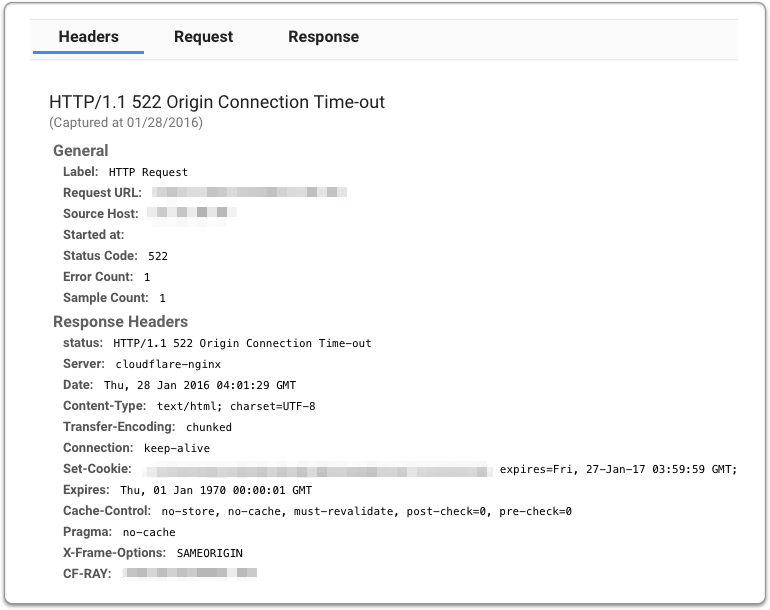 Headers Request Response
HTTP/1.1 522 Origin Connection Time-out
(Captured at 01/28/2016)
General
Label: HTTP Request
Request URL:
Source Host:
Started at:
Status Code: 522
Error Count: 1
Sample Count: 1
Response Headers
status: HTTP/1.1 522 Origin Connection Time-out
Server: cloudflare-nginx
Date: Thu, 28 Jan 2016 04:01:29 GMT
Content-Type: text/html; charset=UTF-8
Transfer-Encoding: chunked
Connection: keep-alive
Set-Cookie: expires=Fri, 27-Jan-17 03:59:59 GMT;
Expires: Thu, 01 Jan 1970 00:00:01 GMT
Cache-Control: no-store, no-cache, must-revalidate, post-check=0, pre-check=0
Pragma: no-cache
X-Frame-Options: SAMEORIGIN
CF-RAY: